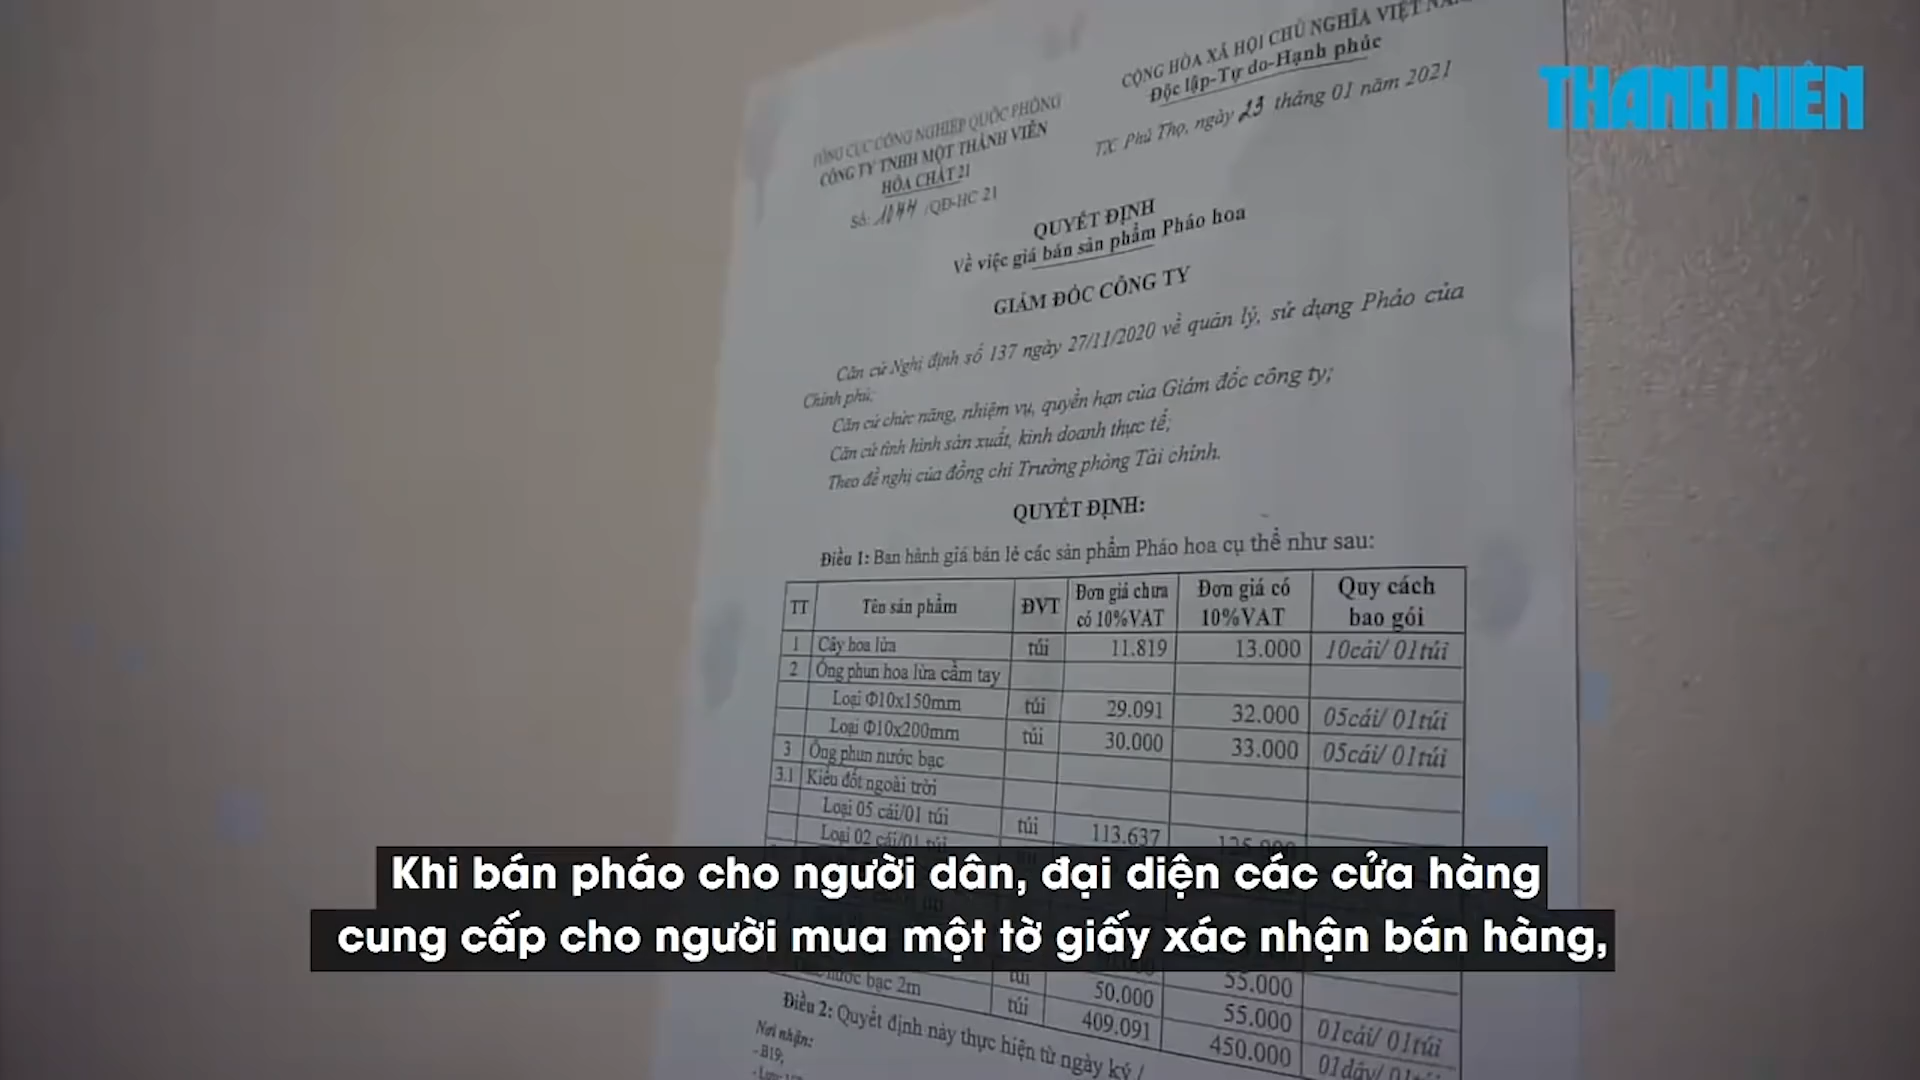 THANH NIÊN
TỔNG CỤC CÔNG NGHIỆP QUỐC PHÒNG
CÔNG TY TNHH MỘT THÀNH VIÊN
HÓA CHẤT 21
Số: 1044 /QĐ-HC 21
CỘNG HÒA XÃ HỘI CHỦ NGHĨA VIỆT NAM
Độc lập-Tự do-Hạnh phúc
TX Phú Thọ, ngày 23 tháng 01 năm 2021
QUYẾT ĐỊNH
Về việc giá bán sản phẩm Pháo hoa
GIÁM ĐỐC CÔNG TY
Căn cứ Nghị định số 137 ngày 27/11/2020 về quản lý, sử dụng Pháo của
Chính phủ;
Căn cứ chức năng, nhiệm vụ, quyền hạn của Giám đốc công ty;
Căn cứ tình hình sản xuất, kinh doanh thực tế;
Theo đề nghị của đồng chí Trưởng phòng Tài chính.
QUYẾT ĐỊNH:
Điều 1: Ban hành giá bán lẻ các sản phẩm Pháo hoa cụ thể như sau:
TT Tên sản phẩm ĐVT Đơn giá chưa có 10%VAT Đơn giá có 10%VAT Quy cách bao gói
1 Cây hoa lửa túi 11.819 13.000 10cái/ 01túi
2 Ống phun hoa lửa cầm tay
Loại Φ10x150mm túi 29.091 32.000 05cái/ 01túi
Loại Φ10x200mm túi 30.000 33.000 05cái/ 01túi
3 Ống phun nước bạc
3.1 Kiểu đốt ngoài trời
Loại 05 cái/01 túi túi 113.637 125.000
Loại 02 cái/01 túi
Khi bán pháo cho người dân, đại diện các cửa hàng
cung cấp cho người mua một tờ giấy xác nhận bán hàng,
túi 55.000
nước bạc 2m túi 50.000 55.000 01cái/ 01túi
409.091 450.000 01dây/
Điều 2: Quyết định này thực hiện từ ngày ký /
Nơi nhận:
- B19;